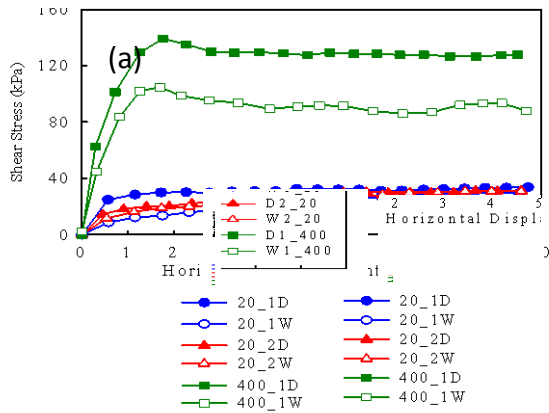 160
(a)
120
80
40
0
Shear Stress (kPa)
D2_20
W2_20
D1_400
W1_400
2 3 4 5
Horizontal Displa
0 1 2
Hori
20_1D 20_1D
20_1W 20_1W
20_2D 20_2D
20_2W 20_2W
400_1D 400_1D
400_1W 400_1W